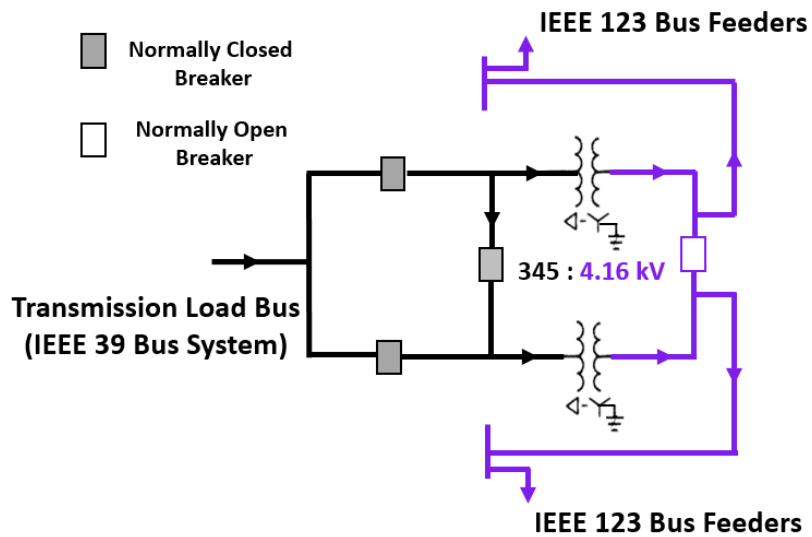 IEEE 123 Bus Feeders
Normally Closed
Breaker
Normally Open
Breaker
345 : 4.16 kV
Transmission Load Bus
(IEEE 39 Bus System)
IEEE 123 Bus Feeders